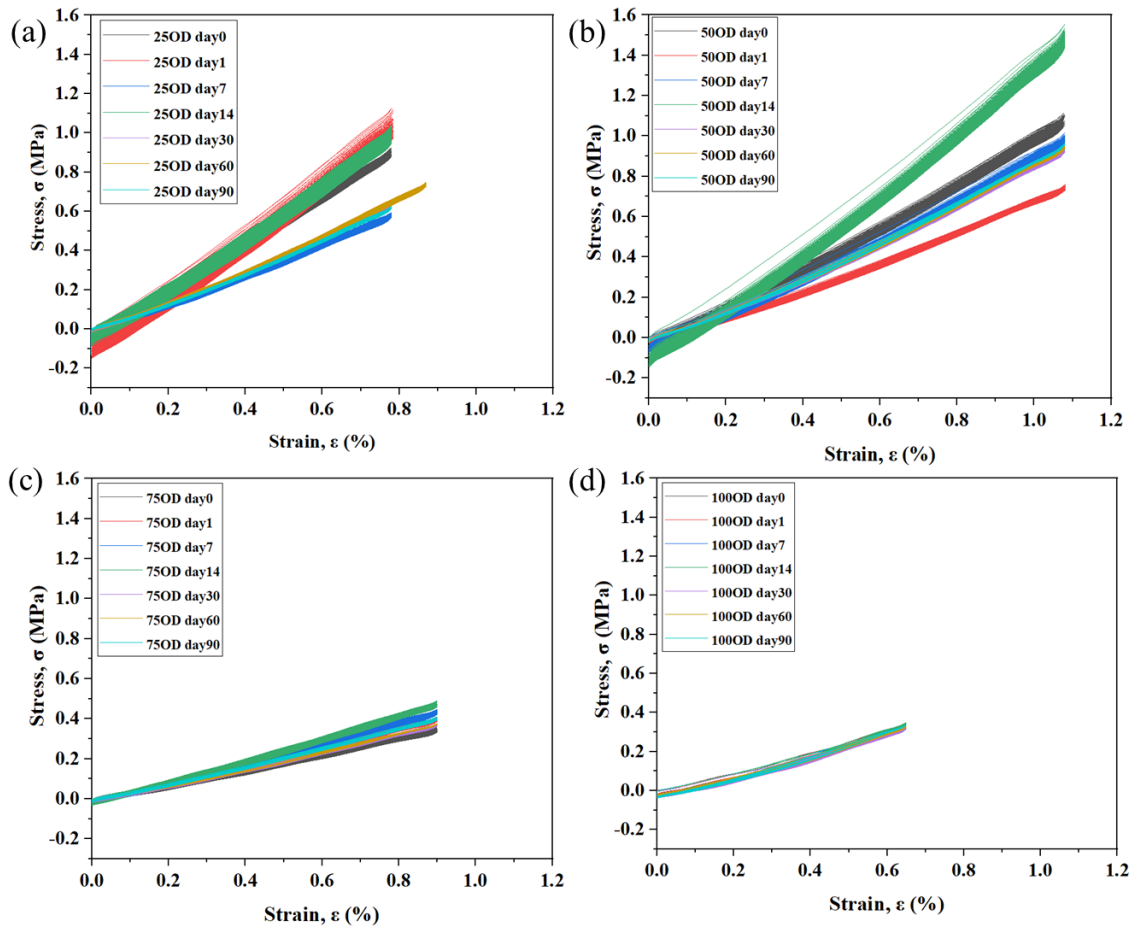 (a)
1.6
1.4
1.2
1.0
0.8
0.6
0.4
0.2
0.0
-0.2
Stress, σ (MPa)
25OD day0
25OD day1
25OD day7
25OD day14
25OD day30
25OD day60
25OD day90
0.0 0.2 0.4 0.6 0.8 1.0 1.2
Strain, ε (%)
(b)
1.6
1.4
1.2
1.0
0.8
0.6
0.4
0.2
0.0
-0.2
Stress, σ (MPa)
50OD day0
50OD day1
50OD day7
50OD day14
50OD day30
50OD day60
50OD day90
0.0 0.2 0.4 0.6 0.8 1.0 1.2
Strain, ε (%)
(c)
1.6
1.4
1.2
1.0
0.8
0.6
0.4
0.2
0.0
-0.2
Stress, σ (MPa)
75OD day0
75OD day1
75OD day7
75OD day14
75OD day30
75OD day60
75OD day90
0.0 0.2 0.4 0.6 0.8 1.0 1.2
Strain, ε (%)
(d)
1.6
1.4
1.2
1.0
0.8
0.6
0.4
0.2
0.0
-0.2
Stress, σ (MPa)
100OD day0
100OD day1
100OD day7
100OD day14
100OD day30
100OD day60
100OD day90
0.0 0.2 0.4 0.6 0.8 1.0 1.2
Strain, ε (%)